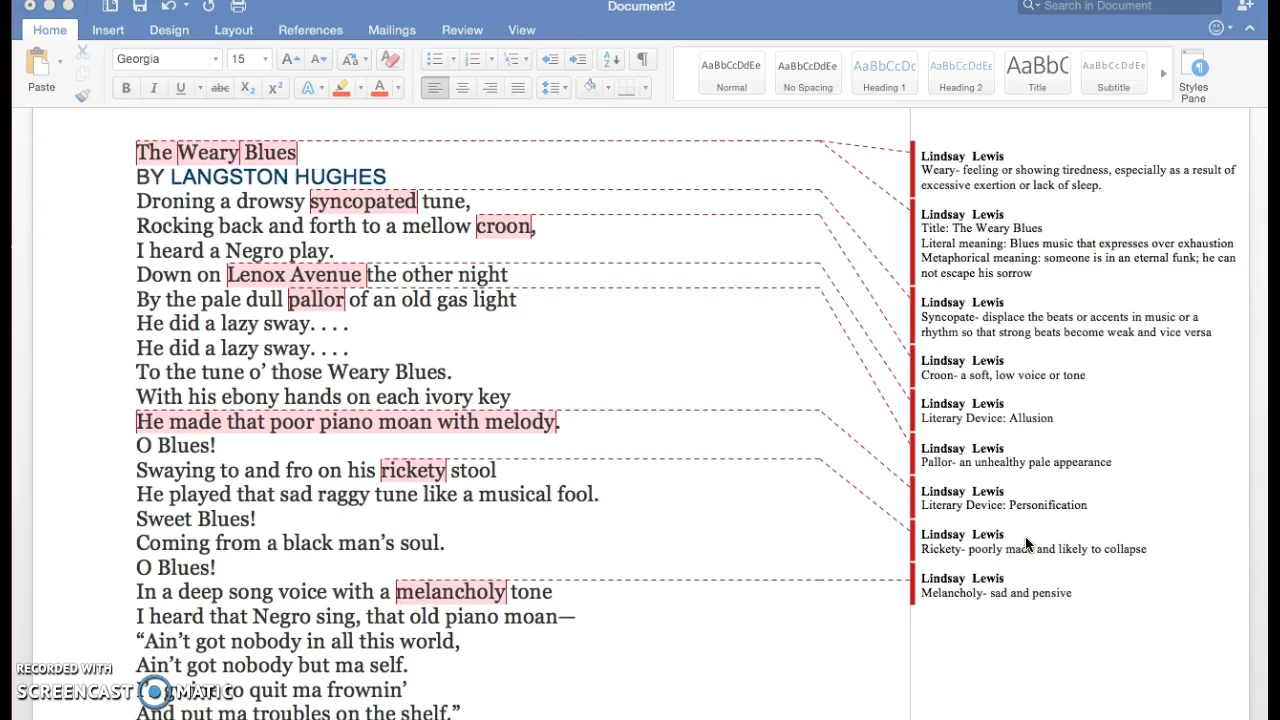 Document2
Search in Document
Home Insert Design Layout References Mailings Review View
Paste
Georgia 15
B I U abc X₂ X² A A
AaBbCcDdEe AaBbCcDdEe AaBbCcDc AaBbCcDdEe AaBbC AaBbCcDdEe
Normal No Spacing Heading 1 Heading 2 Title Subtitle
Styles
Pane
The Weary Blues
BY LANGSTON HUGHES
Droning a drowsy syncopated tune,
Rocking back and forth to a mellow croon,
I heard a Negro play.
Down on Lenox Avenue the other night
By the pale dull pallor of an old gas light
He did a lazy sway. . . .
He did a lazy sway. . . .
To the tune o’ those Weary Blues.
With his ebony hands on each ivory key
He made that poor piano moan with melody.
O Blues!
Swaying to and fro on his rickety stool
He played that sad raggy tune like a musical fool.
Sweet Blues!
Coming from a black man’s soul.
O Blues!
In a deep song voice with a melancholy tone
I heard that Negro sing, that old piano moan—
“Ain’t got nobody in all this world,
Ain’t got nobody but ma self.
to quit ma frownin’
And put ma troubles on the shelf.”
Lindsay Lewis
Weary- feeling or showing tiredness, especially as a result of
excessive exertion or lack of sleep.
Lindsay Lewis
Title: The Weary Blues
Literal meaning: Blues music that expresses over exhaustion
Metaphorical meaning: someone is in an eternal funk; he can
not escape his sorrow
Lindsay Lewis
Syncopate- displace the beats or accents in music or a
rhythm so that strong beats become weak and vice versa
Lindsay Lewis
Croon- a soft, low voice or tone
Lindsay Lewis
Literary Device: Allusion
Lindsay Lewis
Pallor- an unhealthy pale appearance
Lindsay Lewis
Literary Device: Personification
Lindsay Lewis
Rickety- poorly made and likely to collapse
Lindsay Lewis
Melancholy- sad and pensive
RECORDED WITH
SCREENCAST MATIC